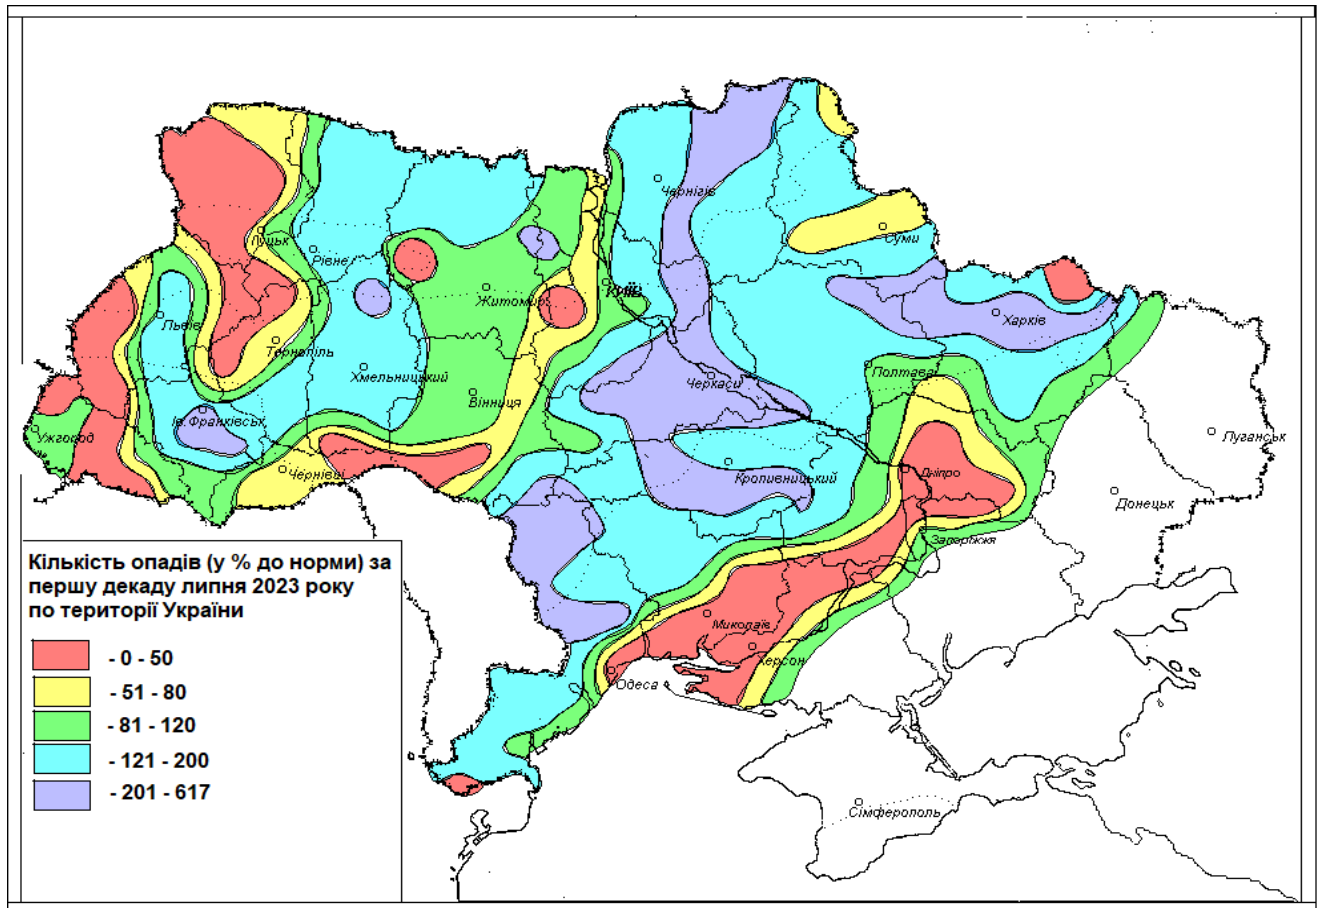 Чернігів
Луцьк
Рівне
Суми
Житомир
Київ
Львів
Харків
Тернопіль
Хмельницький
Черкаси
Полтава
Вінниця
Ів.Франківськ
Ужгород
Луганськ
Чернівці
Кропивницький
Дніпро
Донецьк
Запоріжжя
Кількість опадів (у % до норми) за
першу декаду липня 2023 року
по території України
Миколаїв
Херсон
Одеса
- 0 - 50
- 51 - 80
- 81 - 120
- 121 - 200
- 201 - 617
Сімферополь